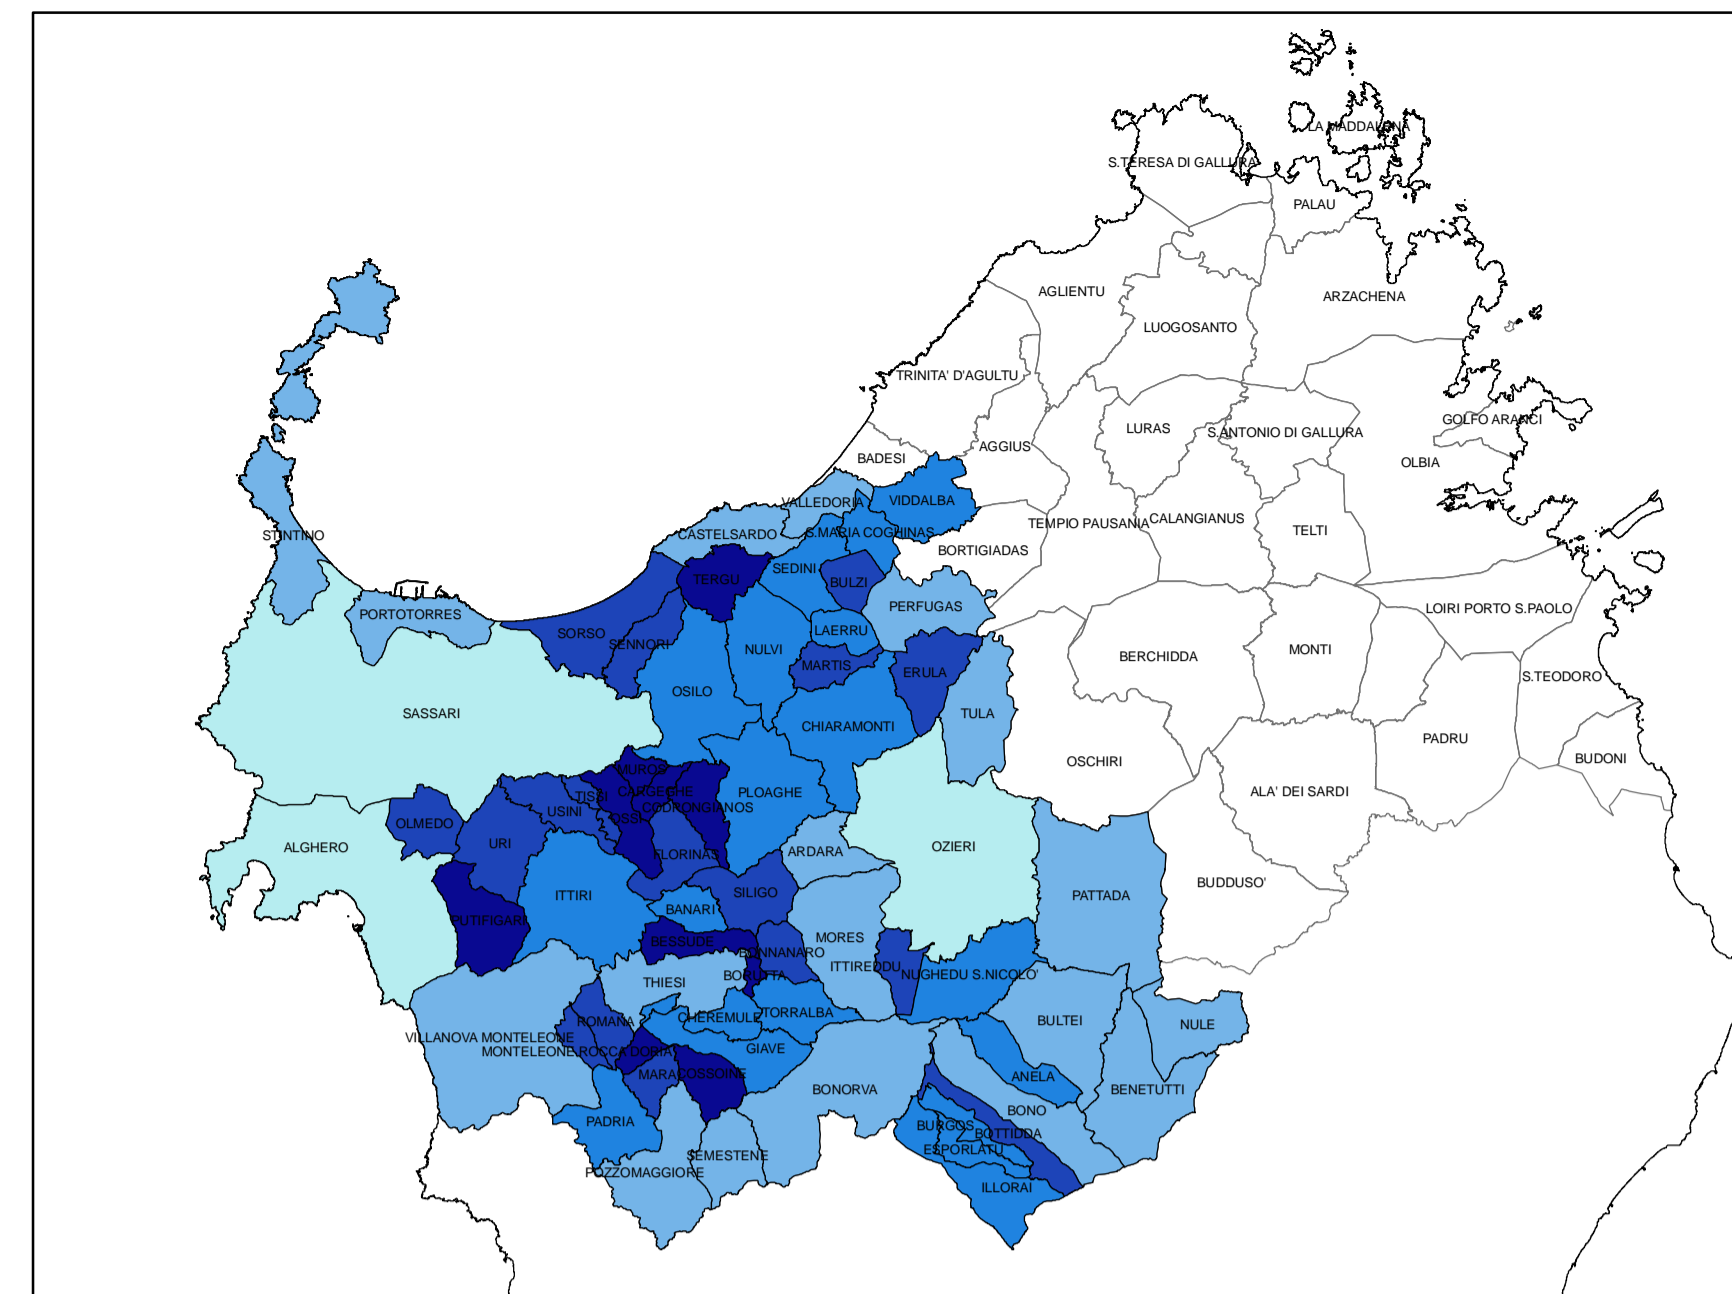 LA MADDALENA
S.TERESA DI GALLURA
PALAU
AGLIENTU
ARZACHENA
LUOGOSANTO
TRINITA' D'AGULTU
GOLFO ARANCI
LURAS
S.ANTONIO DI GALLURA
AGGIUS
BADESI
OLBIA
VALLEDORIA
VIDDALBA
CALANGIANUS
TEMPIO PAUSANIA
TELTI
STINTINO
CASTELSARDO
S.MARIA COGHINAS
BORTIGIADAS
SEDINI
TERGU
BULZI
PERFUGAS
LOIRI PORTO S.PAOLO
PORTOTORRES
SORSO
LAERRU
SENNORI
NULVI
MONTI
BERCHIDDA
MARTIS
ERULA
S.TEODORO
OSILO
SASSARI
TULA
CHIARAMONTI
PADRU
BUDONI
OSCHIRI
MUROS
CARGEGHE
PLOAGHE
ALA' DEI SARDI
TISSI
CODRONGIANOS
USINI
OSSI
OLMEDO
URI
ALGHERO
OZIERI
ARDARA
FLORINAS
BUDDUSO'
SILIGO
ITTIRI
PATTADA
BANARI
PUTIFIGARI
MORES
BESSUDE
BONNANARO
ITTIREDDU
NUGHEDU S.NICOLO'
BORUTTA
THIESI
TORRALBA
CHEREMULE
ROMANA
BULTEI
NULE
VILLANOVA MONTELEONE
GIAVE
MONTELEONE ROCCA DORIA
MARA
COSSOINE
ANELA
BONORVA
BENETUTTI
BONO
PADRIA
BURGOS
BOTTIDDA
ESPORLATU
SEMESTENE
POZZOMAGGIORE
ILLORAI